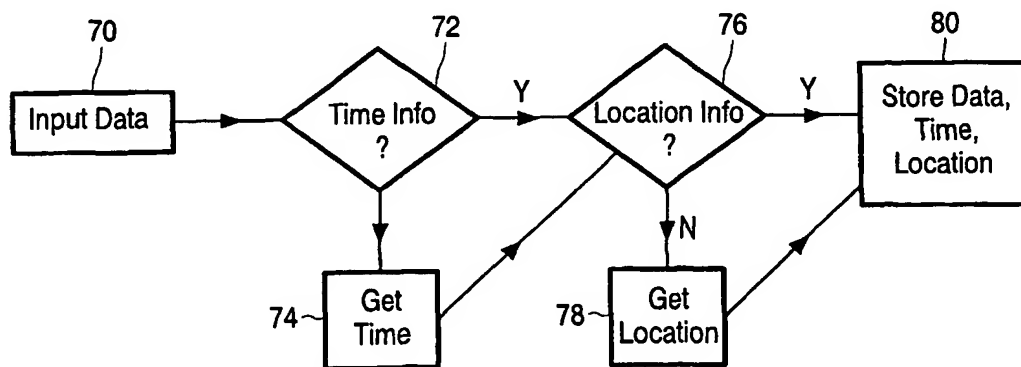 70
Input Data
72
Time Info
?
Y
74
Get
Time
76
Location Info
?
Y
N
78
Get
Location
80
Store Data,
Time,
Location